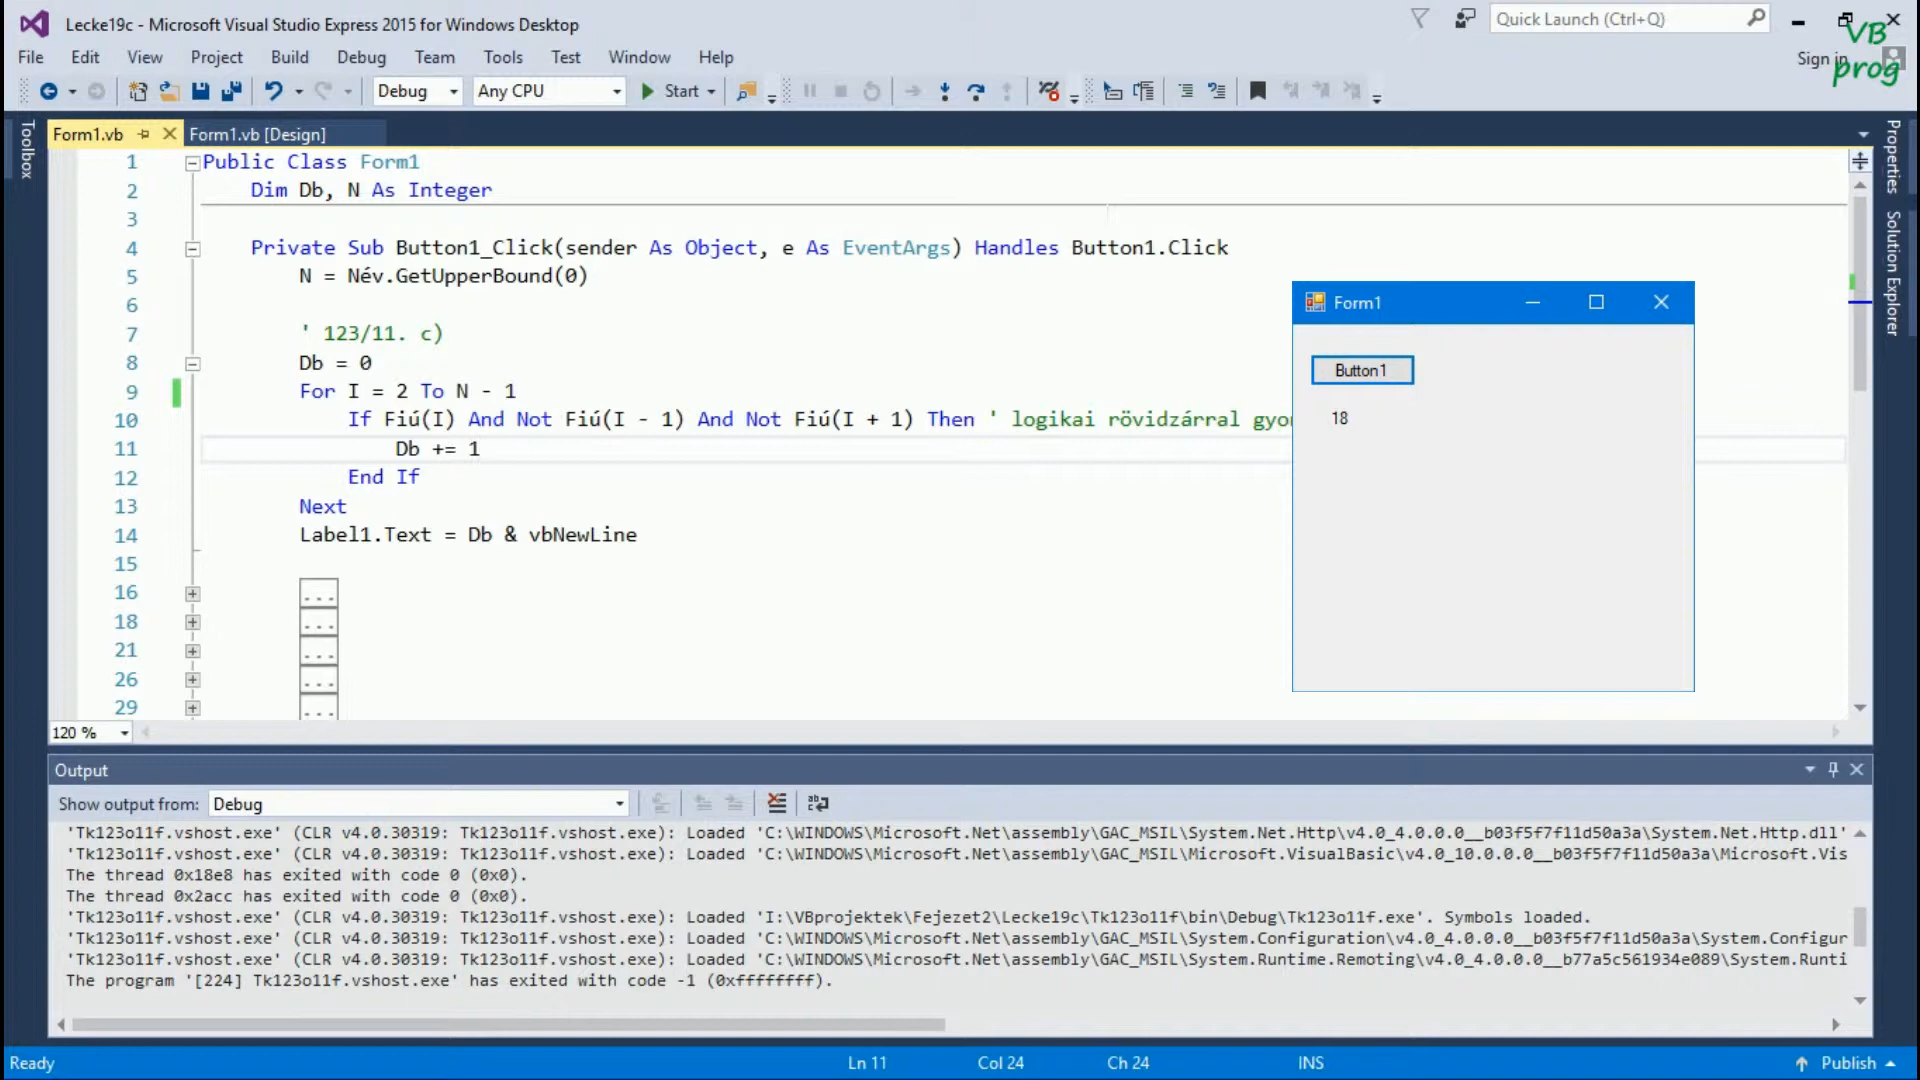 Lecke19c - Microsoft Visual Studio Express 2015 for Windows Desktop
Quick Launch (Ctrl+Q)
VB
prog
File Edit View Project Build Debug Team Tools Test Window Help
Sign in
Debug Any CPU Start
Toolbox
Form1.vb Form1.vb [Design]
Properties
Solution Explorer
1 Public Class Form1
2 Dim Db, N As Integer
3
4 Private Sub Button1_Click(sender As Object, e As EventArgs) Handles Button1.Click
5 N = Név.GetUpperBound(0)
6
7 ' 123/11. c)
8 Db = 0
9 For I = 2 To N - 1
10 If Fiú(I) And Not Fiú(I - 1) And Not Fiú(I + 1) Then ' logikai rövidzárral gyor
11 Db += 1
12 End If
13 Next
14 Label1.Text = Db & vbNewLine
15
16 ...
18 ...
21 ...
26 ...
29 ...
Form1
Button1
18
120 %
Output
Show output from: Debug
'Tk123o11f.vshost.exe' (CLR v4.0.30319: Tk123o11f.vshost.exe): Loaded 'C:\WINDOWS\Microsoft.Net\assembly\GAC_MSIL\System.Net.Http\v4.0_4.0.0.0__b03f5f7f11d50a3a\System.Net.Http.dll'
'Tk123o11f.vshost.exe' (CLR v4.0.30319: Tk123o11f.vshost.exe): Loaded 'C:\WINDOWS\Microsoft.Net\assembly\GAC_MSIL\Microsoft.VisualBasic\v4.0_10.0.0.0__b03f5f7f11d50a3a\Microsoft.Vis
The thread 0x18e8 has exited with code 0 (0x0).
The thread 0x2acc has exited with code 0 (0x0).
'Tk123o11f.vshost.exe' (CLR v4.0.30319: Tk123o11f.vshost.exe): Loaded 'I:\VBprojektek\Fejezet2\Lecke19c\Tk123o11f\bin\Debug\Tk123o11f.exe'. Symbols loaded.
'Tk123o11f.vshost.exe' (CLR v4.0.30319: Tk123o11f.vshost.exe): Loaded 'C:\WINDOWS\Microsoft.Net\assembly\GAC_MSIL\System.Configuration\v4.0_4.0.0.0__b03f5f7f11d50a3a\System.Configur
'Tk123o11f.vshost.exe' (CLR v4.0.30319: Tk123o11f.vshost.exe): Loaded 'C:\WINDOWS\Microsoft.Net\assembly\GAC_MSIL\System.Runtime.Remoting\v4.0_4.0.0.0__b77a5c561934e089\System.Runti
The program '[224] Tk123o11f.vshost.exe' has exited with code -1 (0xffffffff).
Ready Ln 11 Col 24 Ch 24 INS Publish